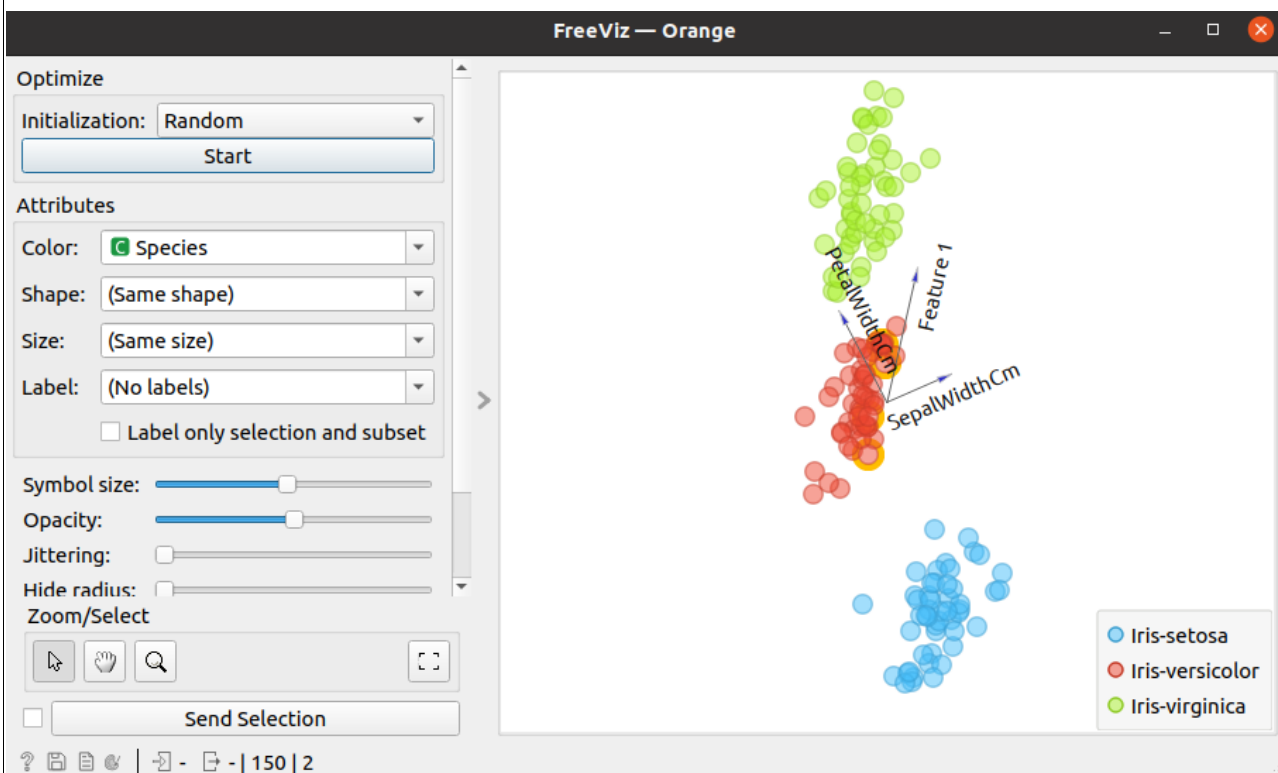 FreeViz — Orange
Optimize
Initialization: Random
Start
Attributes
Color: C Species
Shape: (Same shape)
Size: (Same size)
Label: (No labels)
Label only selection and subset
Symbol size:
Opacity:
Jittering:
Hide radius:
Zoom/Select
Send Selection
? - - | 150 | 2
PetalWidthCm
Feature 1
SepalWidthCm
Iris-setosa
Iris-versicolor
Iris-virginica